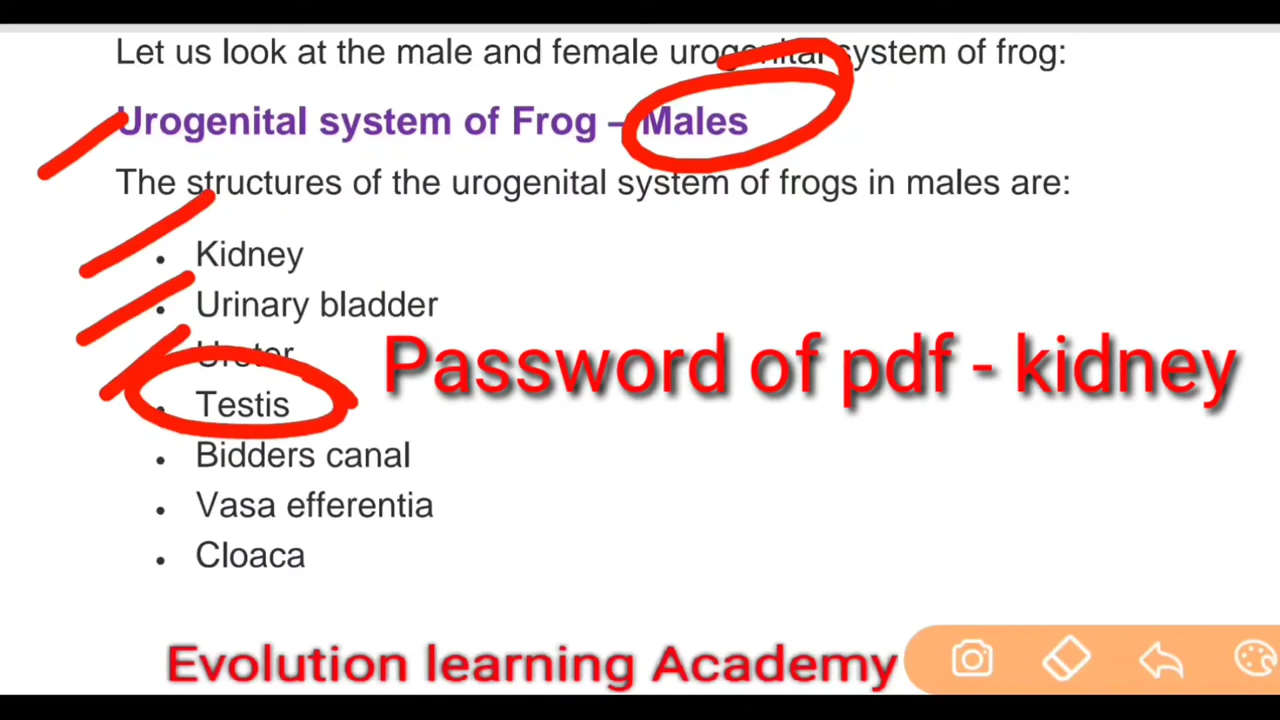 Let us look at the male and female urogenital system of frog:
Urogenital system of Frog – Males
The structures of the urogenital system of frogs in males are:
• Kidney
• Urinary bladder
Ureter
• Testis
Password of pdf - kidney
• Bidders canal
• Vasa efferentia
• Cloaca
Evolution learning Academy